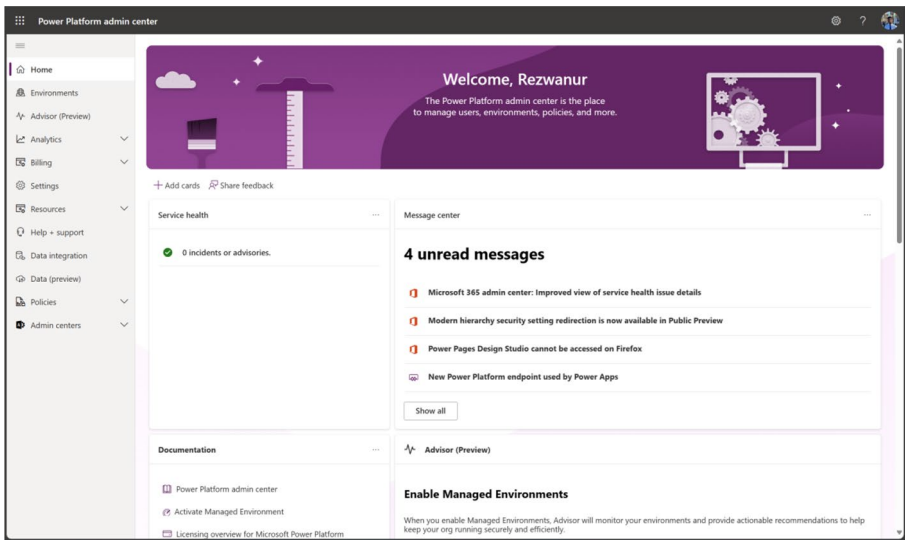 Power Platform admin center
Home
Environments
Advisor (Preview)
Analytics
Billing
Settings
Resources
Help + support
Data integration
Data (preview)
Policies
Admin centers
Welcome, Rezwanur
The Power Platform admin center is the place
to manage users, environments, policies, and more.
Add cards
Share feedback
Service health
0 incidents or advisories.
Message center
4 unread messages
Microsoft 365 admin center: Improved view of service health issue details
Modern hierarchy security setting redirection is now available in Public Preview
Power Pages Design Studio cannot be accessed on Firefox
New Power Platform endpoint used by Power Apps
Show all
Documentation
Power Platform admin center
Activate Managed Environment
Licensing overview for Microsoft Power Platform
Advisor (Preview)
Enable Managed Environments
When you enable Managed Environments, Advisor will monitor your environments and provide actionable recommendations to help
keep your org running securely and efficiently.